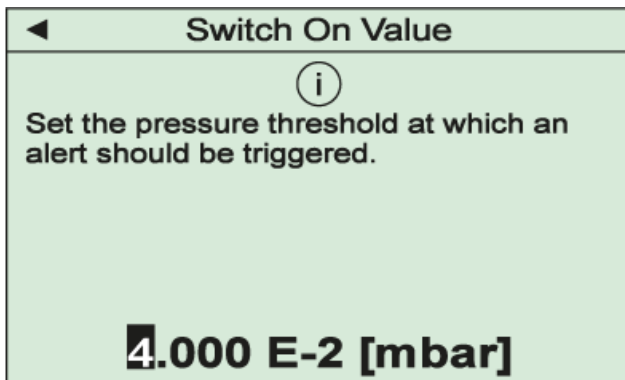 Switch On Value
i
Set the pressure threshold at which an
alert should be triggered.
4.000 E-2 [mbar]